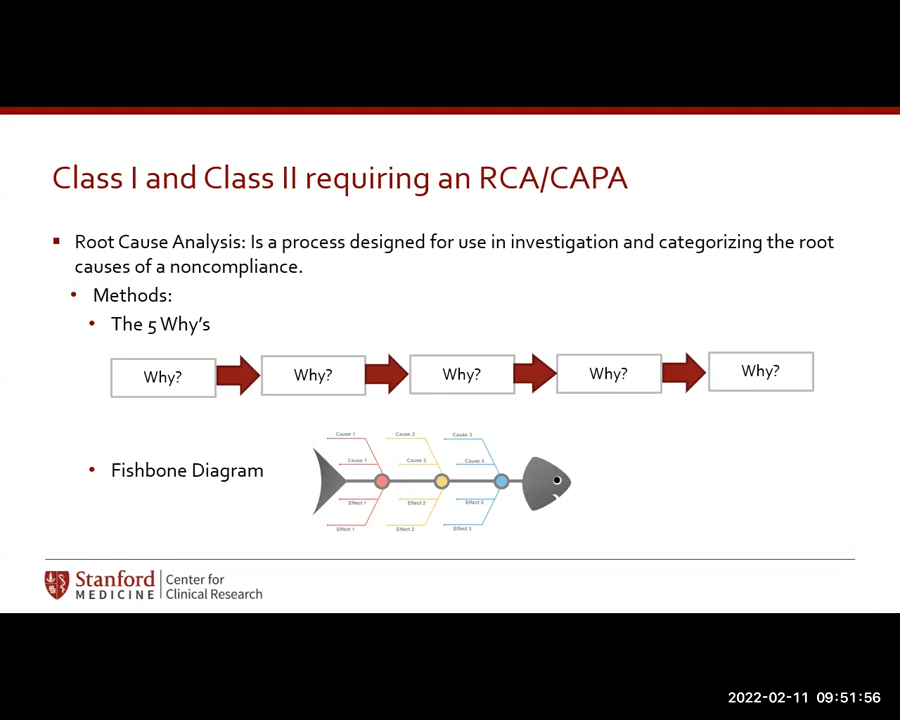 Class I and Class II requiring an RCA/CAPA
Root Cause Analysis: Is a process designed for use in investigation and categorizing the root
causes of a noncompliance.
Methods:
The 5 Why's
Why?
Why?
Why?
Why?
Why?
Fishbone Diagram
Cause 1
Cause 2
Cause 3
Cause 1
Cause 2
Cause 3
Effect 1
Effect 2
Effect 3
Effect 1
Effect 2
Effect 3
Stanford
MEDICINE
Center for
Clinical Research
2022-02-11 09:51:56